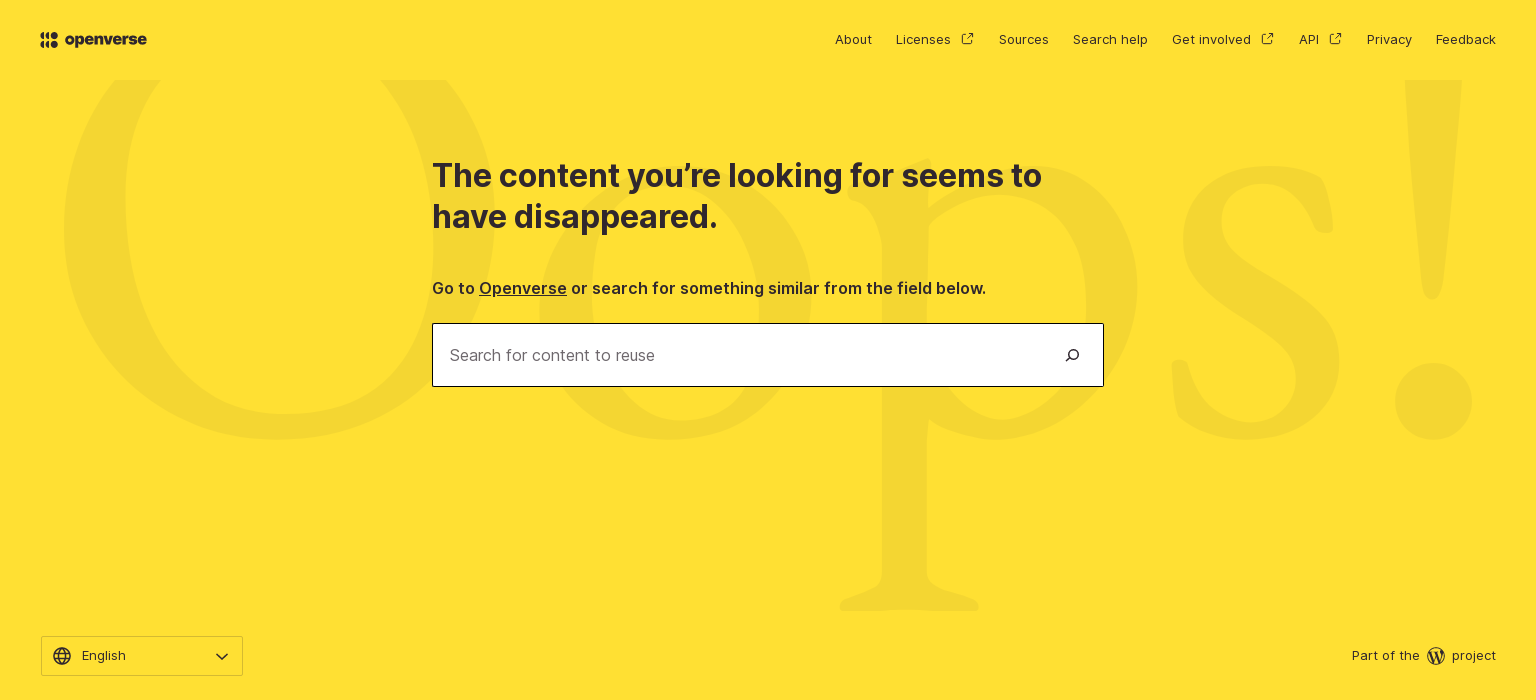 openverse
About
Licenses
Sources
Search help
Get involved
API
Privacy
Feedback
Oops!
The content you’re looking for seems to
have disappeared.
Go to Openverse or search for something similar from the field below.
Search for content to reuse
English
Part of the
project